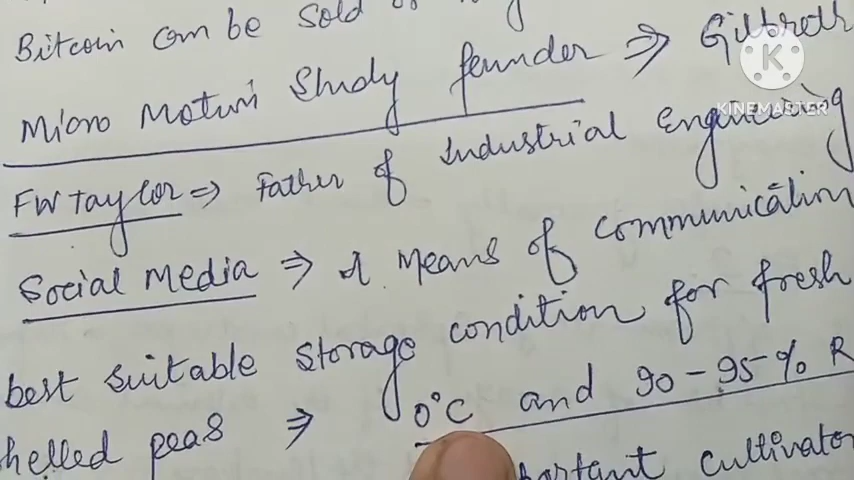 Bitcoin can be sold
Micro Motion Study founder ⇒ Gilbreth
FW Taylor ⇒ Father of Industrial Engineering
Social Media ⇒ A Means of communication
best suitable storage condition for fresh
shelled peas ⇒ 0°C and 90-95% R
cultivator
K
KINEMASTER